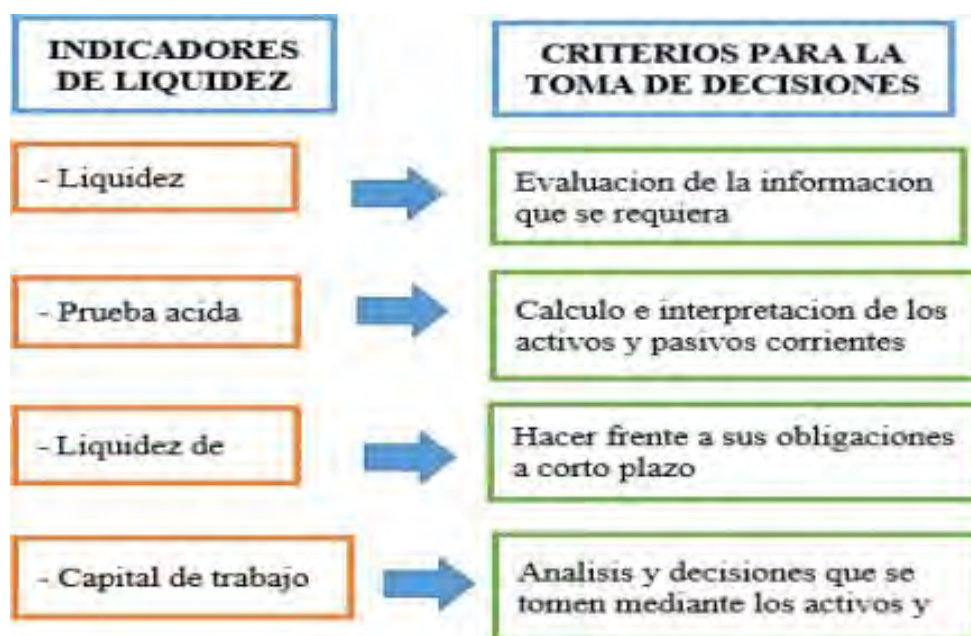 INDICADORES
DE LIQUIDEZ
CRITERIOS PARA LA
TOMA DE DECISIONES
- Liquidez
Evaluacion de la informacion
que se requiera
- Prueba acida
Calculo e interpretacion de los
activos y pasivos corrientes
- Liquidez de
Hacer frente a sus obligaciones
a corto plazo
- Capital de trabajo
Analisis y decisiones que se
tomen mediante los activos y